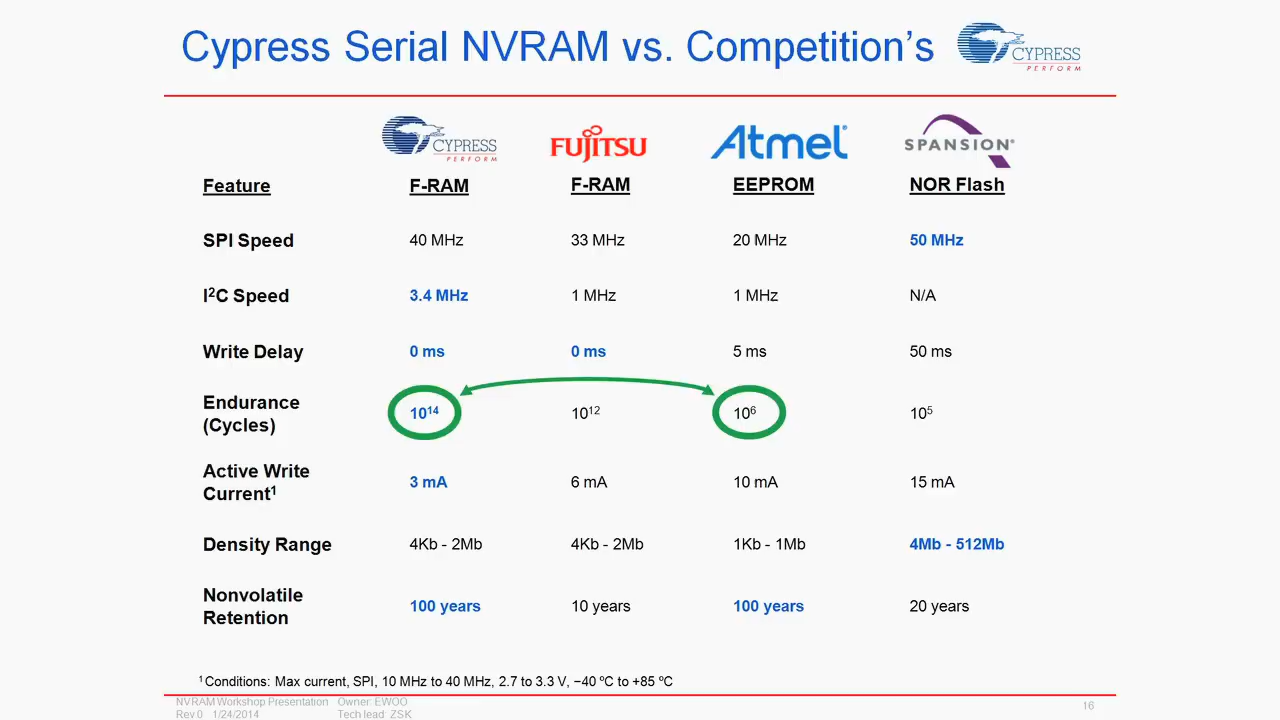 Cypress Serial NVRAM vs. Competition's
CYPRESS
PERFORM
CYPRESS
PERFORM
FUJITSU
Atmel
SPANSION
Feature F-RAM F-RAM EEPROM NOR Flash
SPI Speed 40 MHz 33 MHz 20 MHz 50 MHz
I²C Speed 3.4 MHz 1 MHz 1 MHz N/A
Write Delay 0 ms 0 ms 5 ms 50 ms
Endurance
(Cycles) 10¹⁴ 10¹² 10⁶ 10⁵
Active Write
Current¹ 3 mA 6 mA 10 mA 15 mA
Density Range 4Kb - 2Mb 4Kb - 2Mb 1Kb - 1Mb 4Mb - 512Mb
Nonvolatile
Retention 100 years 10 years 100 years 20 years
¹ Conditions: Max current, SPI, 10 MHz to 40 MHz, 2.7 to 3.3 V, −40 ºC to +85 ºC
NVRAM Workshop Presentation Owner: EWOO
Rev 0 1/24/2014 Tech lead: ZSK
16